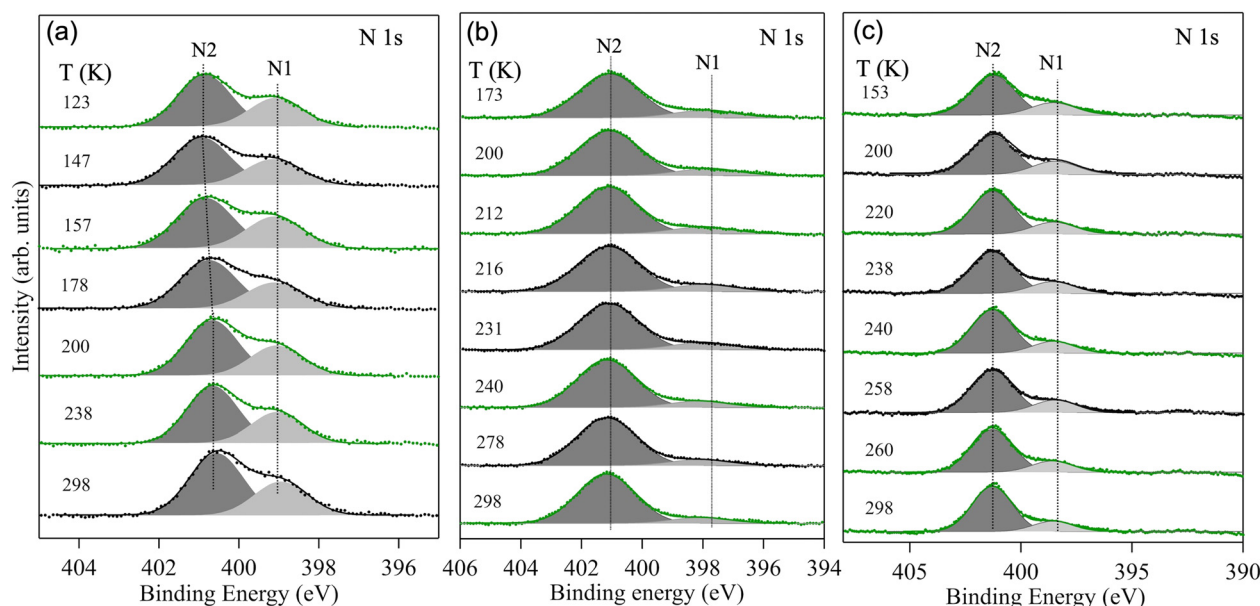 (a)
N 1s
N2
N1
T (K)
123
147
157
178
200
238
298
404
402
400
398
396
Binding Energy (eV)
Intensity (arb. units)
(b)
N 1s
N2
N1
T (K)
173
200
212
216
231
240
278
298
406
404
402
400
398
396
394
Binding energy (eV)
(c)
N 1s
N2
N1
T (K)
153
200
220
238
240
258
260
298
405
400
395
390
Binding Energy (eV)